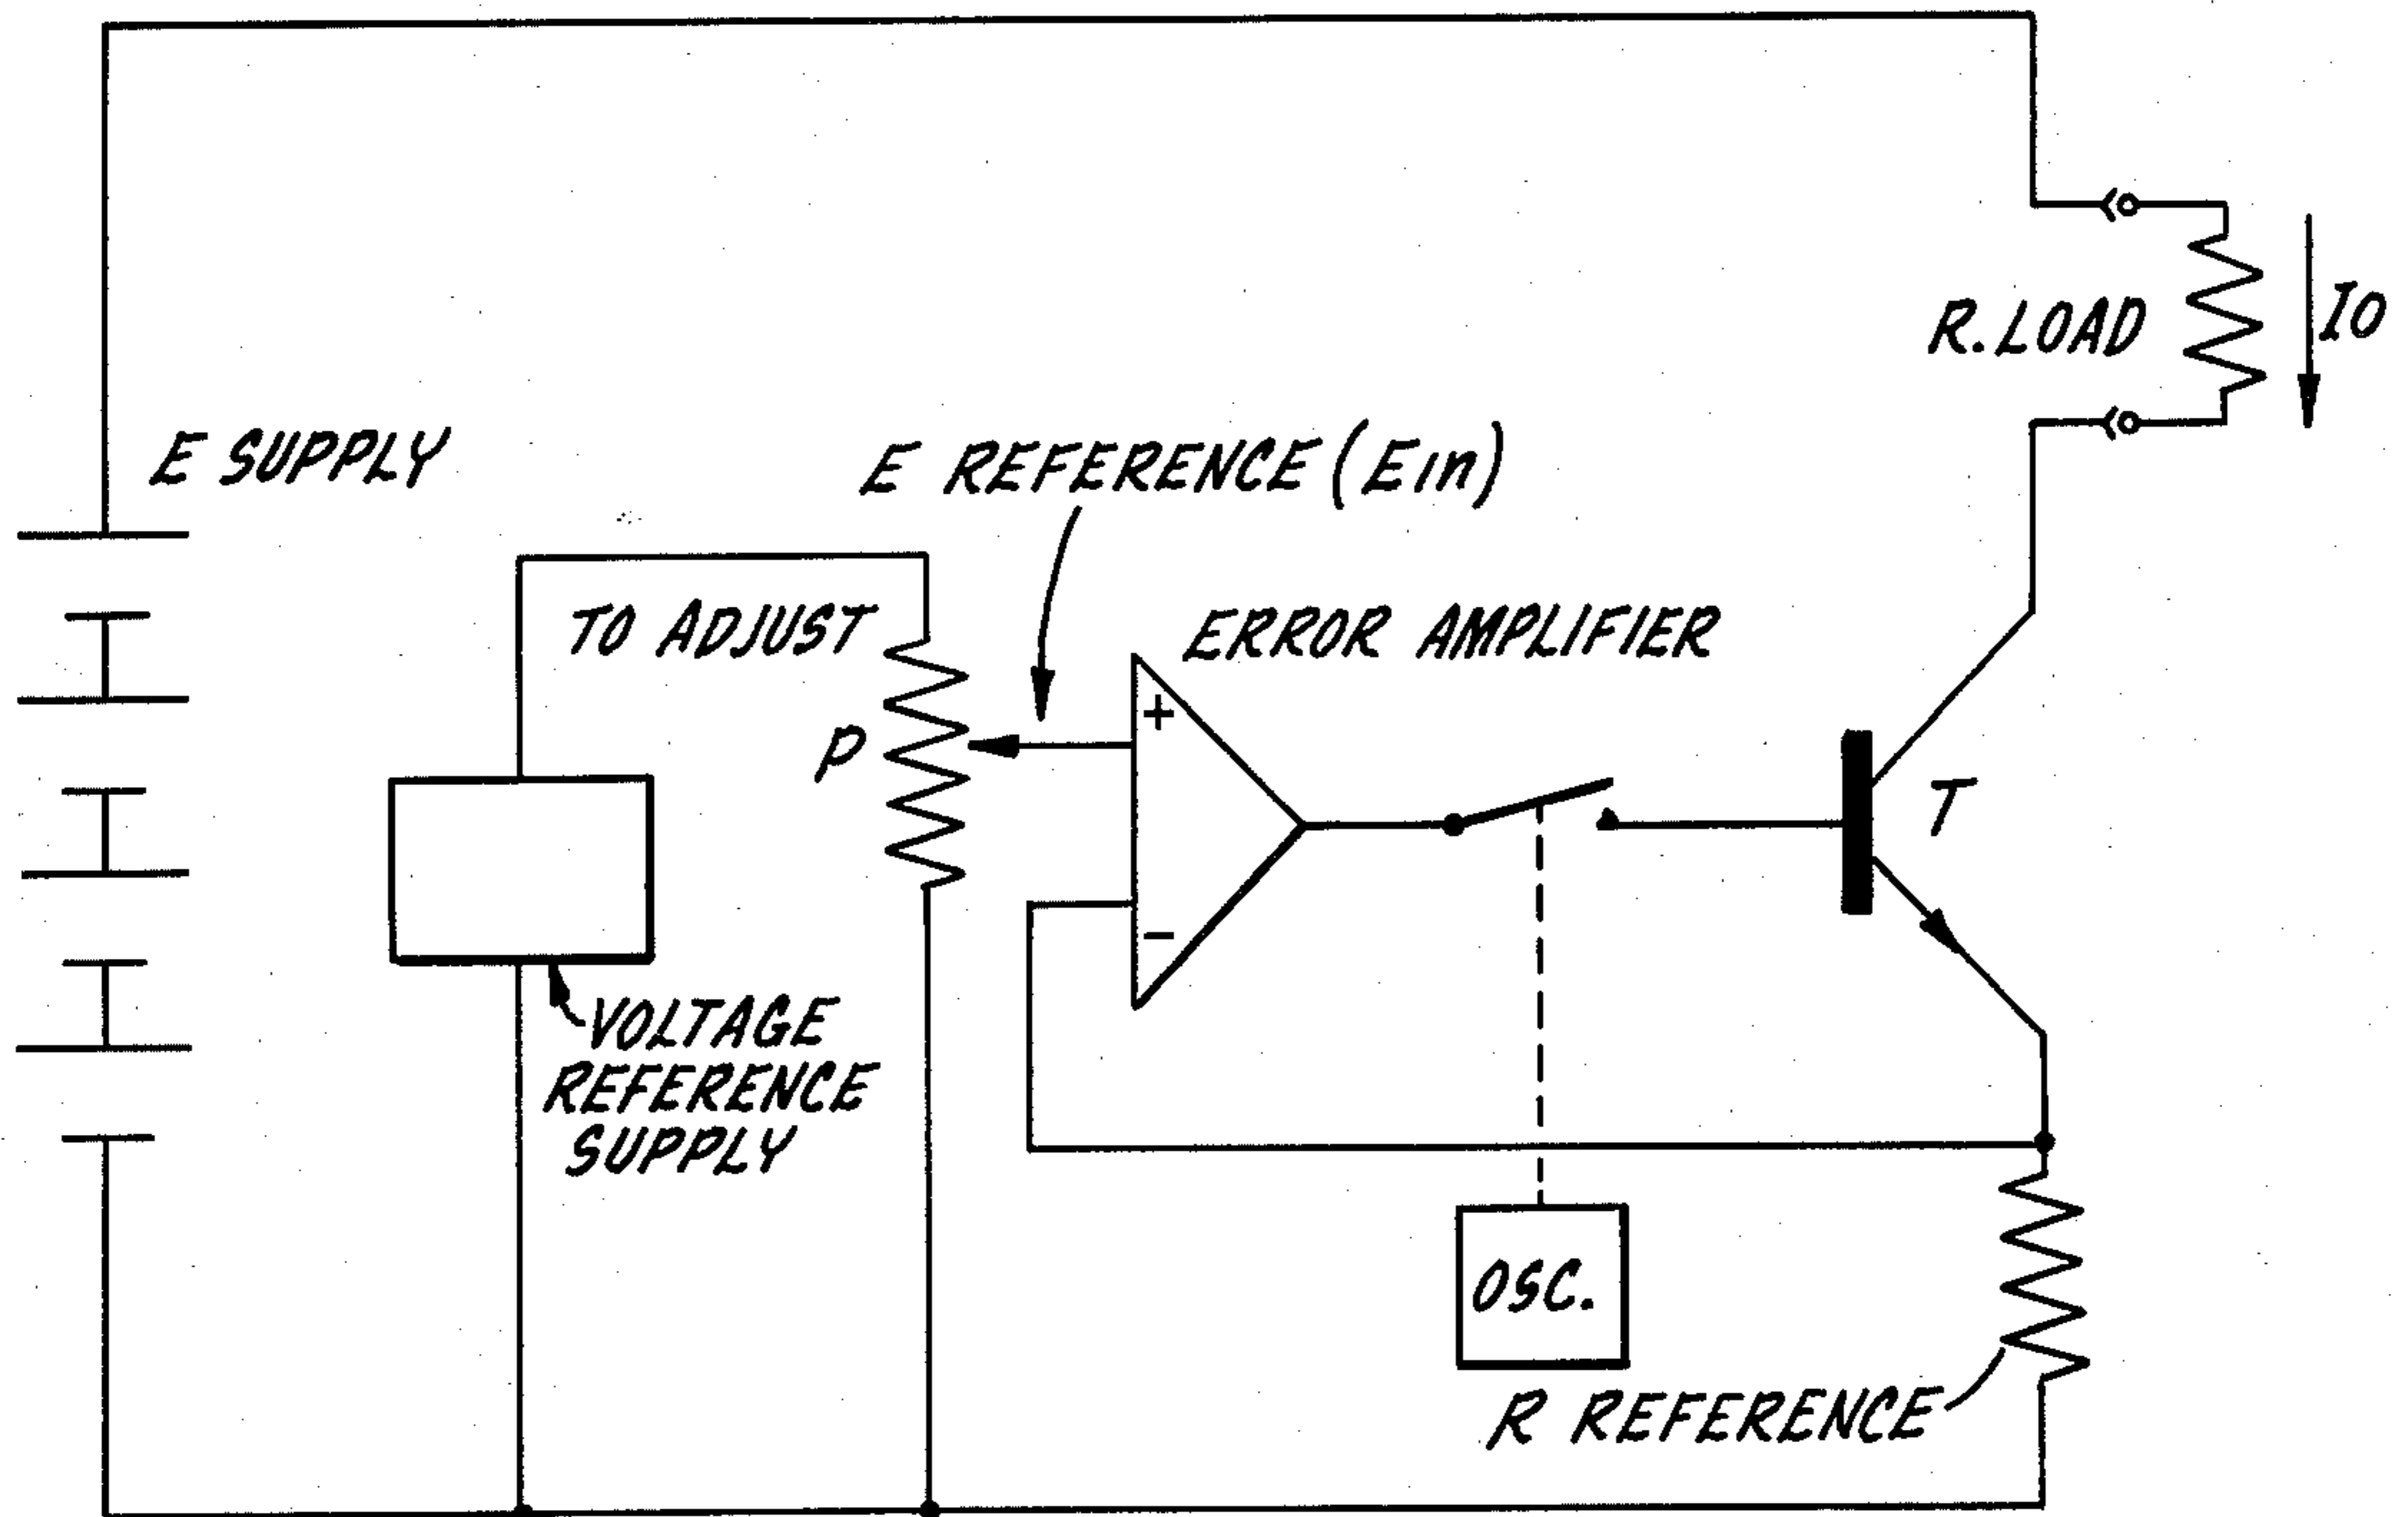 E SUPPLY
R. LOAD
IO
E REFERENCE (Ein)
TO ADJUST
ERROR AMPLIFIER
P
+
T
-
VOLTAGE
REFERENCE
SUPPLY
OSC.
R REFERENCE